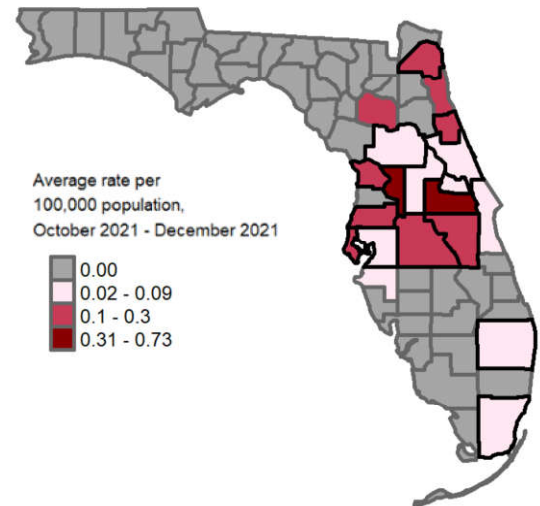 Average rate per
100,000 population,
October 2021 - December 2021
0.00
0.02 - 0.09
0.1 - 0.3
0.31 - 0.73